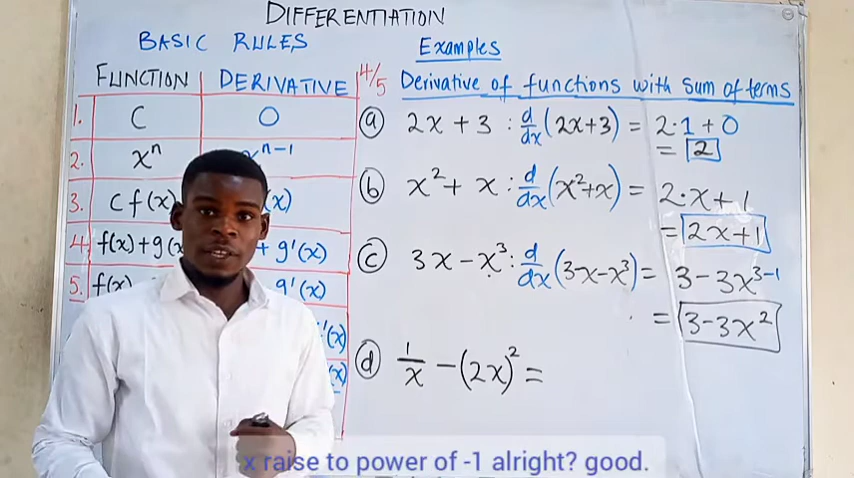 DIFFERENTIATION
BASIC RULES
FUNCTION DERIVATIVE
1. C 0
2. xⁿ xⁿ⁻¹
3. c f(x) (x)
4. f(x)+g(x + g'(x)
5. f(x) g'(x)
'(x)
(x)
Examples
4/5 Derivative of functions with sum of terms
ⓐ 2x + 3 : d/dx (2x+3) = 2·1 + 0
= 2
ⓑ x² + x : d/dx (x²+x) = 2·x + 1
= 2x+1
ⓒ 3x - x³ : d/dx (3-x-x³) = 3 - 3x³⁻¹
= 3-3x²
ⓓ 1/x - (2x)² =
x raise to power of -1 alright? good.